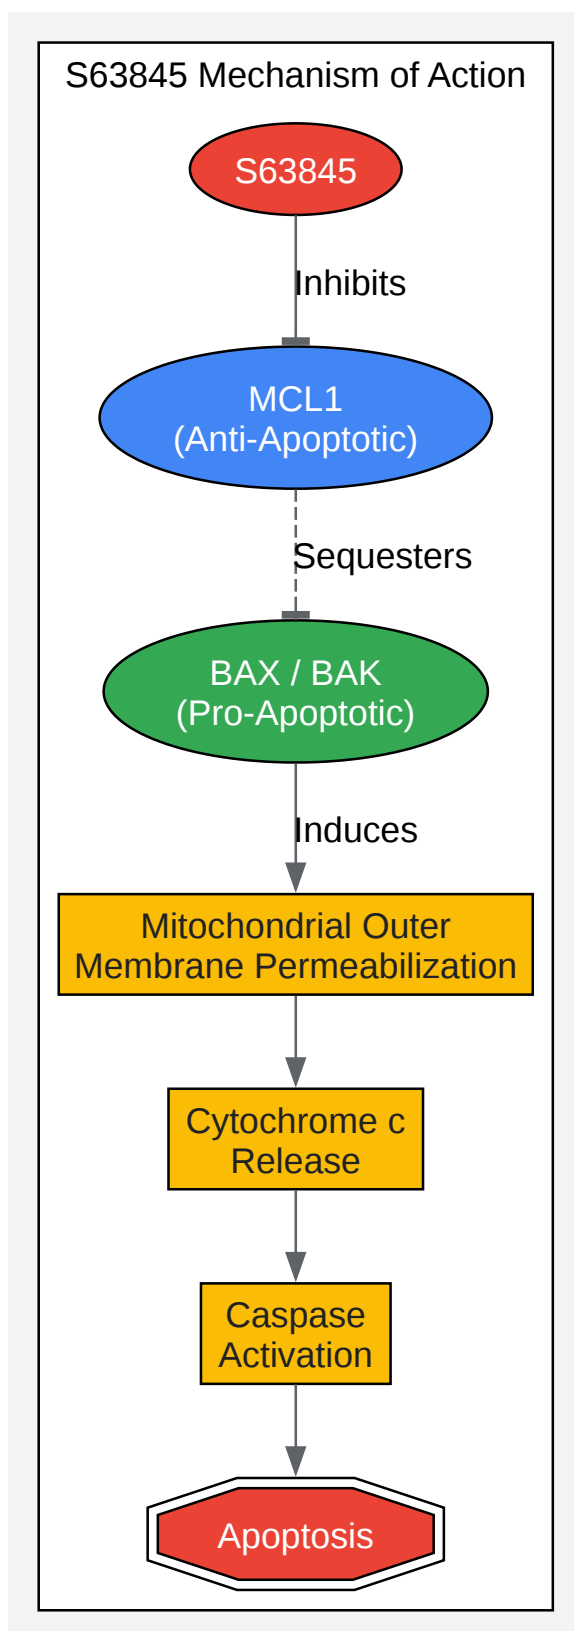 S63845 Mechanism of Action
S63845
Inhibits
MCL1
(Anti-Apoptotic)
Sequesters
BAX / BAK
(Pro-Apoptotic)
Induces
Mitochondrial Outer
Membrane Permeabilization
Cytochrome c
Release
Caspase
Activation
Apoptosis